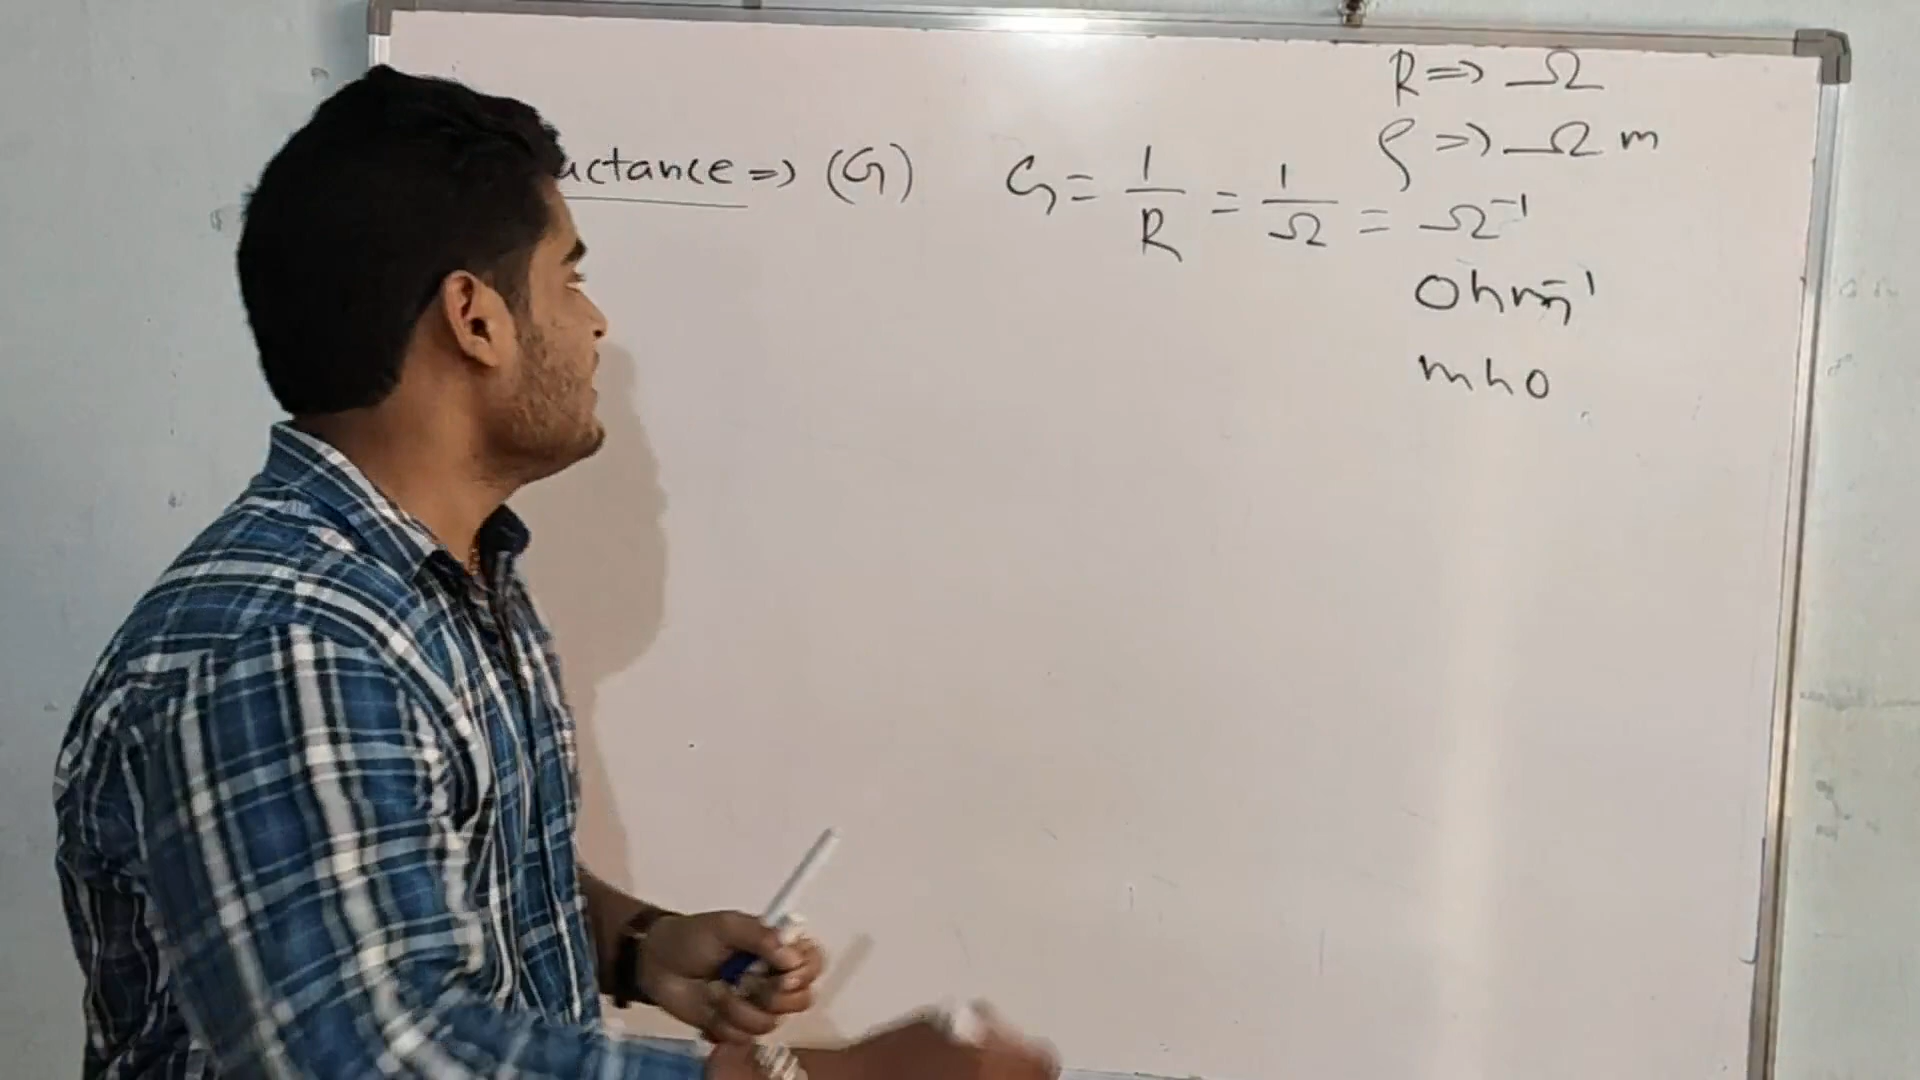 R => Ω
ρ => Ω m
uctance => (G) G = 1/R = 1/Ω = Ω⁻¹
Ohm⁻¹
mho